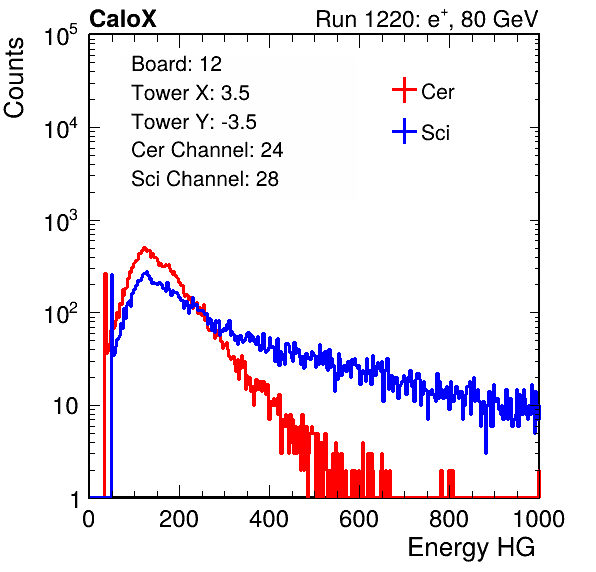 CaloX Run 1220: e⁺, 80 GeV
Counts
Board: 12
Tower X: 3.5
Tower Y: -3.5
Cer Channel: 24
Sci Channel: 28
Cer
Sci
10⁵
10⁴
10³
10²
10
1
0 200 400 600 800 1000
Energy HG